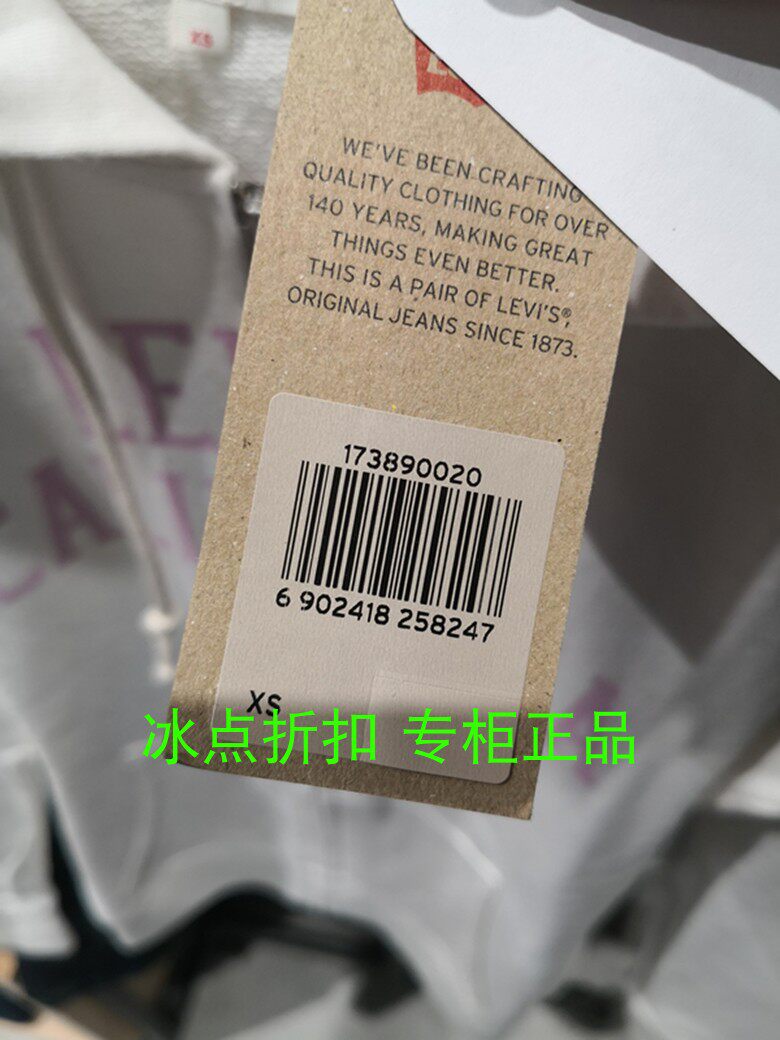 XS
WE'VE BEEN CRAFTING
QUALITY CLOTHING FOR OVER
140 YEARS, MAKING GREAT
THINGS EVEN BETTER.
THIS IS A PAIR OF LEVI'S®,
ORIGINAL JEANS SINCE 1873.
173890020
6 902418 258247
XS
冰点折扣 专柜正品